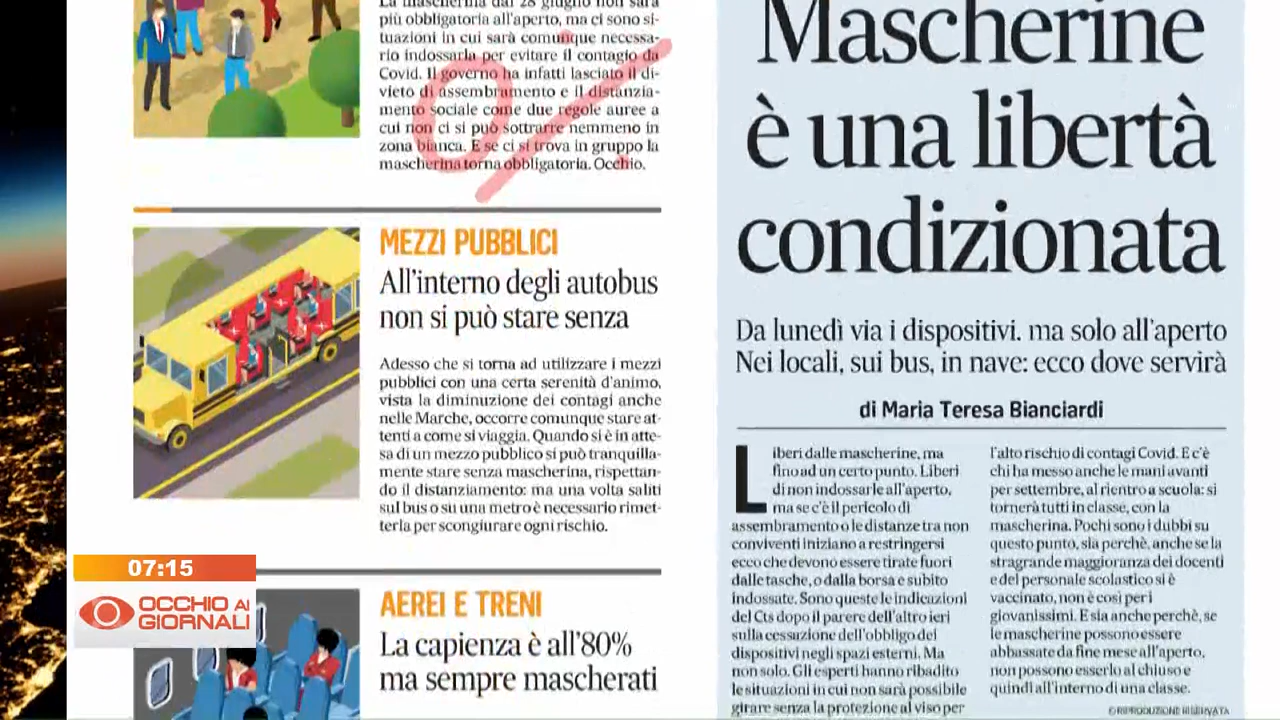 La mascherina dal 28 giugno non sarà
più obbligatoria all'aperto, ma ci sono si-
tuazioni in cui sarà comunque necessa-
rio indossarla per evitare il contagio da
Covid. Il governo ha infatti lasciato il di-
vieto di assembramento e il distanzia-
mento sociale come due regole auree a
cui non ci si può sottrarre nemmeno in
zona bianca. E se ci si trova in gruppo la
mascherina torna obbligatoria. Occhio.
MEZZI PUBBLICI
All'interno degli autobus
non si può stare senza
Adesso che si torna ad utilizzare i mezzi
pubblici con una certa serenità d'animo,
vista la diminuzione dei contagi anche
nelle Marche, occorre comunque stare at-
tenti a come si viaggia. Quando si è in atte-
sa di un mezzo pubblico si può tranquilla-
mente stare senza mascherina, rispettan-
do il distanziamento: ma una volta saliti
sul bus o su una metro è necessario rimet-
terla per scongiurare ogni rischio.
AEREI E TRENI
La capienza è all'80%
ma sempre mascherati
Mascherine
è una libertà
condizionata
Da lunedì via i dispositivi. ma solo all'aperto
Nei locali, sui bus, in nave: ecco dove servirà
di Maria Teresa Bianciardi
Liberi dalle mascherine, ma
fino ad un certo punto. Liberi
di non indossarle all'aperto,
ma se c'è il pericolo di
assembramento o le distanze tra non
conviventi iniziano a restringersi
ecco che devono essere tirate fuori
dalle tasche, o dalla borsa e subito
indossate. Sono queste le indicazioni
del Cts dopo il parere dell'altro ieri
sulla cessazione dell'obbligo dei
dispositivi negli spazi esterni. Ma
non solo. Gli esperti hanno ribadito
le situazioni in cui non sarà possibile
girare senza la protezione al viso per
l'alto rischio di contagi Covid. E c'è
chi ha messo anche le mani avanti
per settembre, al rientro a scuola: si
tornerà tutti in classe, con la
mascherina. Pochi sono i dubbi su
questo punto, sia perchè, anche se la
stragrande maggioranza dei docenti
e del personale scolastico si è
vaccinato, non è così per i
giovanissimi. E sia anche perchè, se
le mascherine possono essere
abbassate da fine mese all'aperto,
non possono esserlo al chiuso e
quindi all'interno di una classe.
©RIPRODUZIONE RISERVATA
07:15
OCCHIO AI
GIORNALI